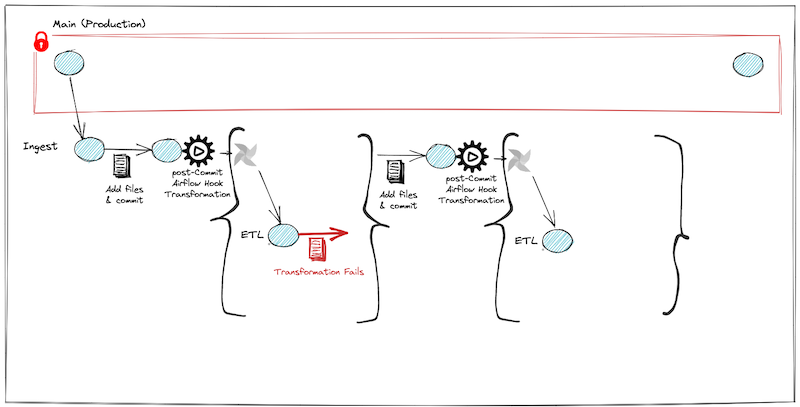 Main (Production)
Ingest
Add files
& commit
post-Commit
Airflow Hook
Transformation
ETL
Transformation Fails
Add files
& commit
post-Commit
Airflow Hook
Transformation
ETL